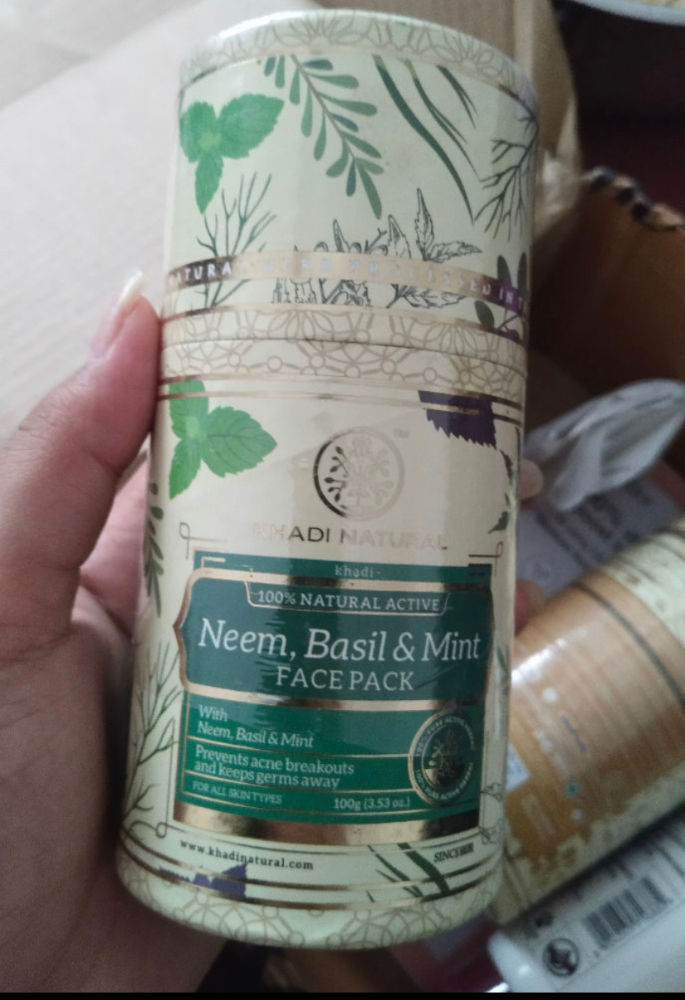 KHADI NATURAL
khadi
100% NATURAL ACTIVE
Neem, Basil & Mint
FACE PACK
With
Neem, Basil & Mint
Prevents acne breakouts
and keeps germs away
FOR ALL SKIN TYPES
100g (3.53 oz.)
www.khadinatural.com